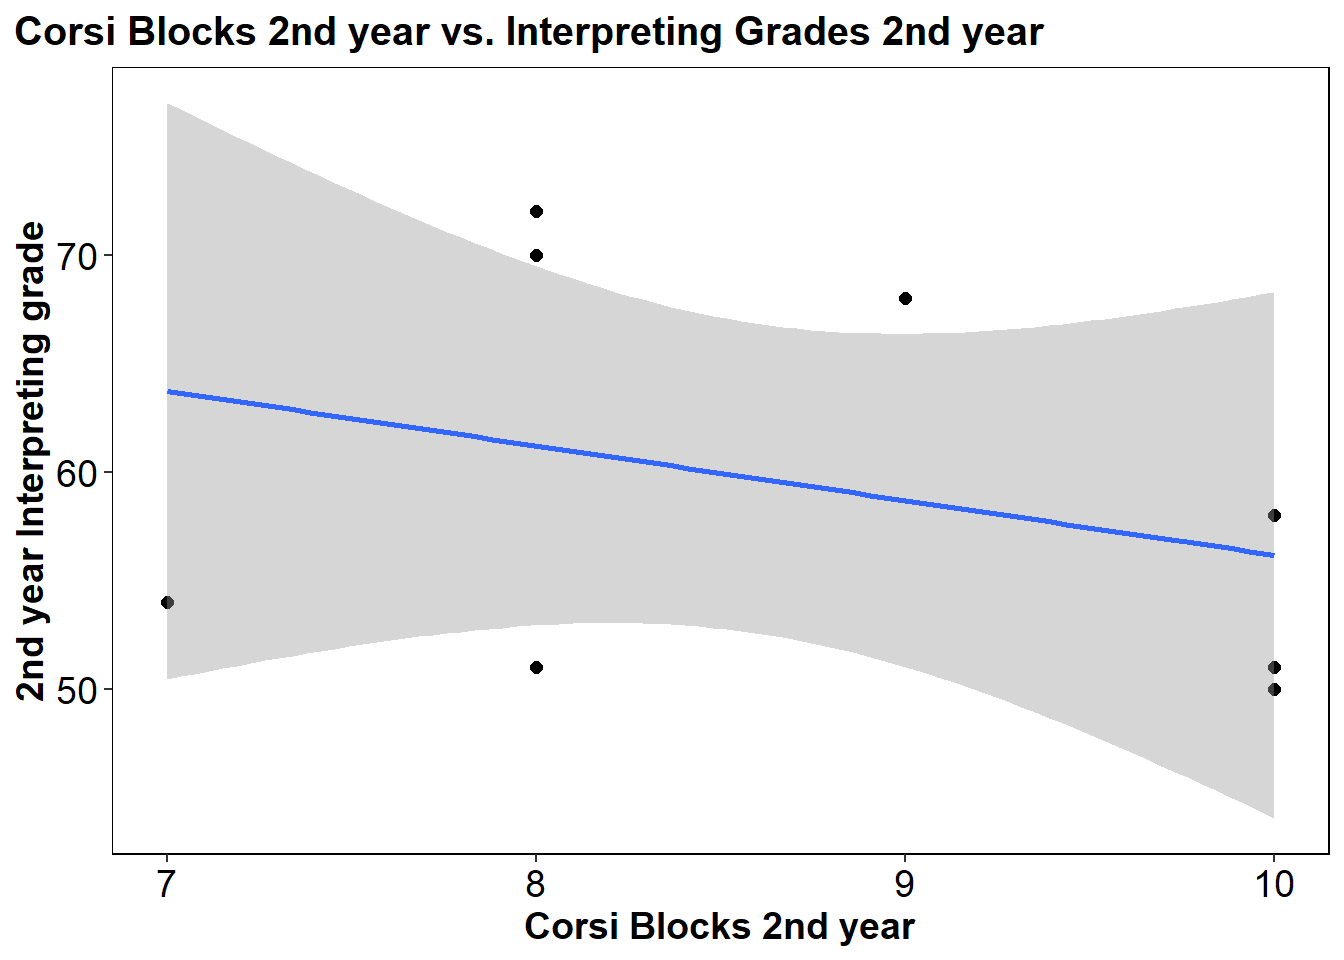 Corsi Blocks 2nd year vs. Interpreting Grades 2nd year
2nd year Interpreting grade
70
60
50
7 8 9 10
Corsi Blocks 2nd year